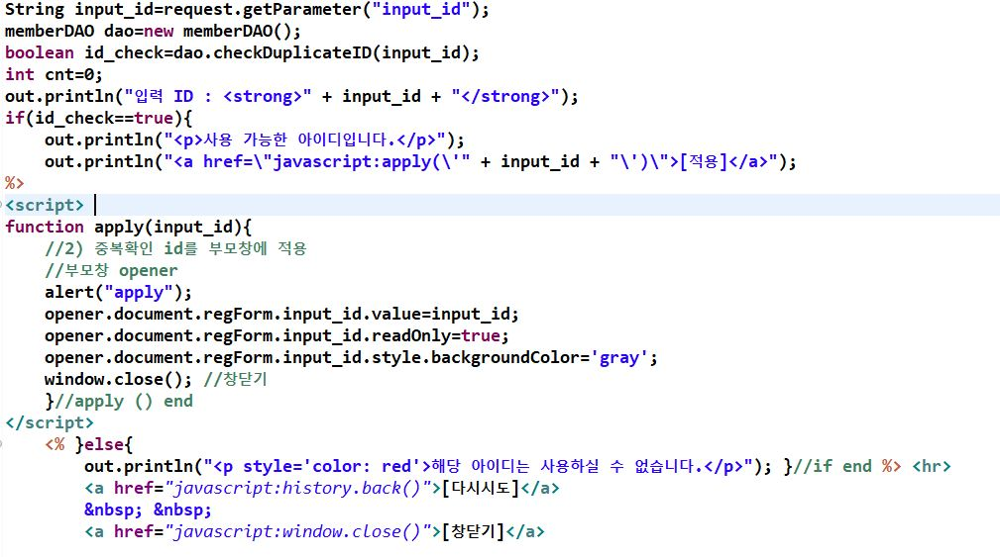 String input_id=request.getParameter("input_id");
memberDAO dao=new memberDAO();
boolean id_check=dao.checkDuplicateID(input_id);
int cnt=0;
out.println("입력 ID : <strong>" + input_id + "</strong>");
if(id_check==true){
    out.println("<p>사용 가능한 아이디입니다.</p>");
    out.println("<a href=\"javascript:apply(\'" + input_id + "\')\">[적용]</a>");
%>
<script>
function apply(input_id){
    //2) 중복확인 id를 부모창에 적용
    //부모창 opener
    alert("apply");
    opener.document.regForm.input_id.value=input_id;
    opener.document.regForm.input_id.readOnly=true;
    opener.document.regForm.input_id.style.backgroundColor='gray';
    window.close(); //창닫기
    }//apply () end
</script>
    <% }else{
        out.println("<p style='color: red'>해당 아이디는 사용하실 수 없습니다.</p>"); }//if end %> <hr>
        <a href="javascript:history.back()">[다시시도]</a>
        &nbsp; &nbsp;
        <a href="javascript:window.close()">[창닫기]</a>